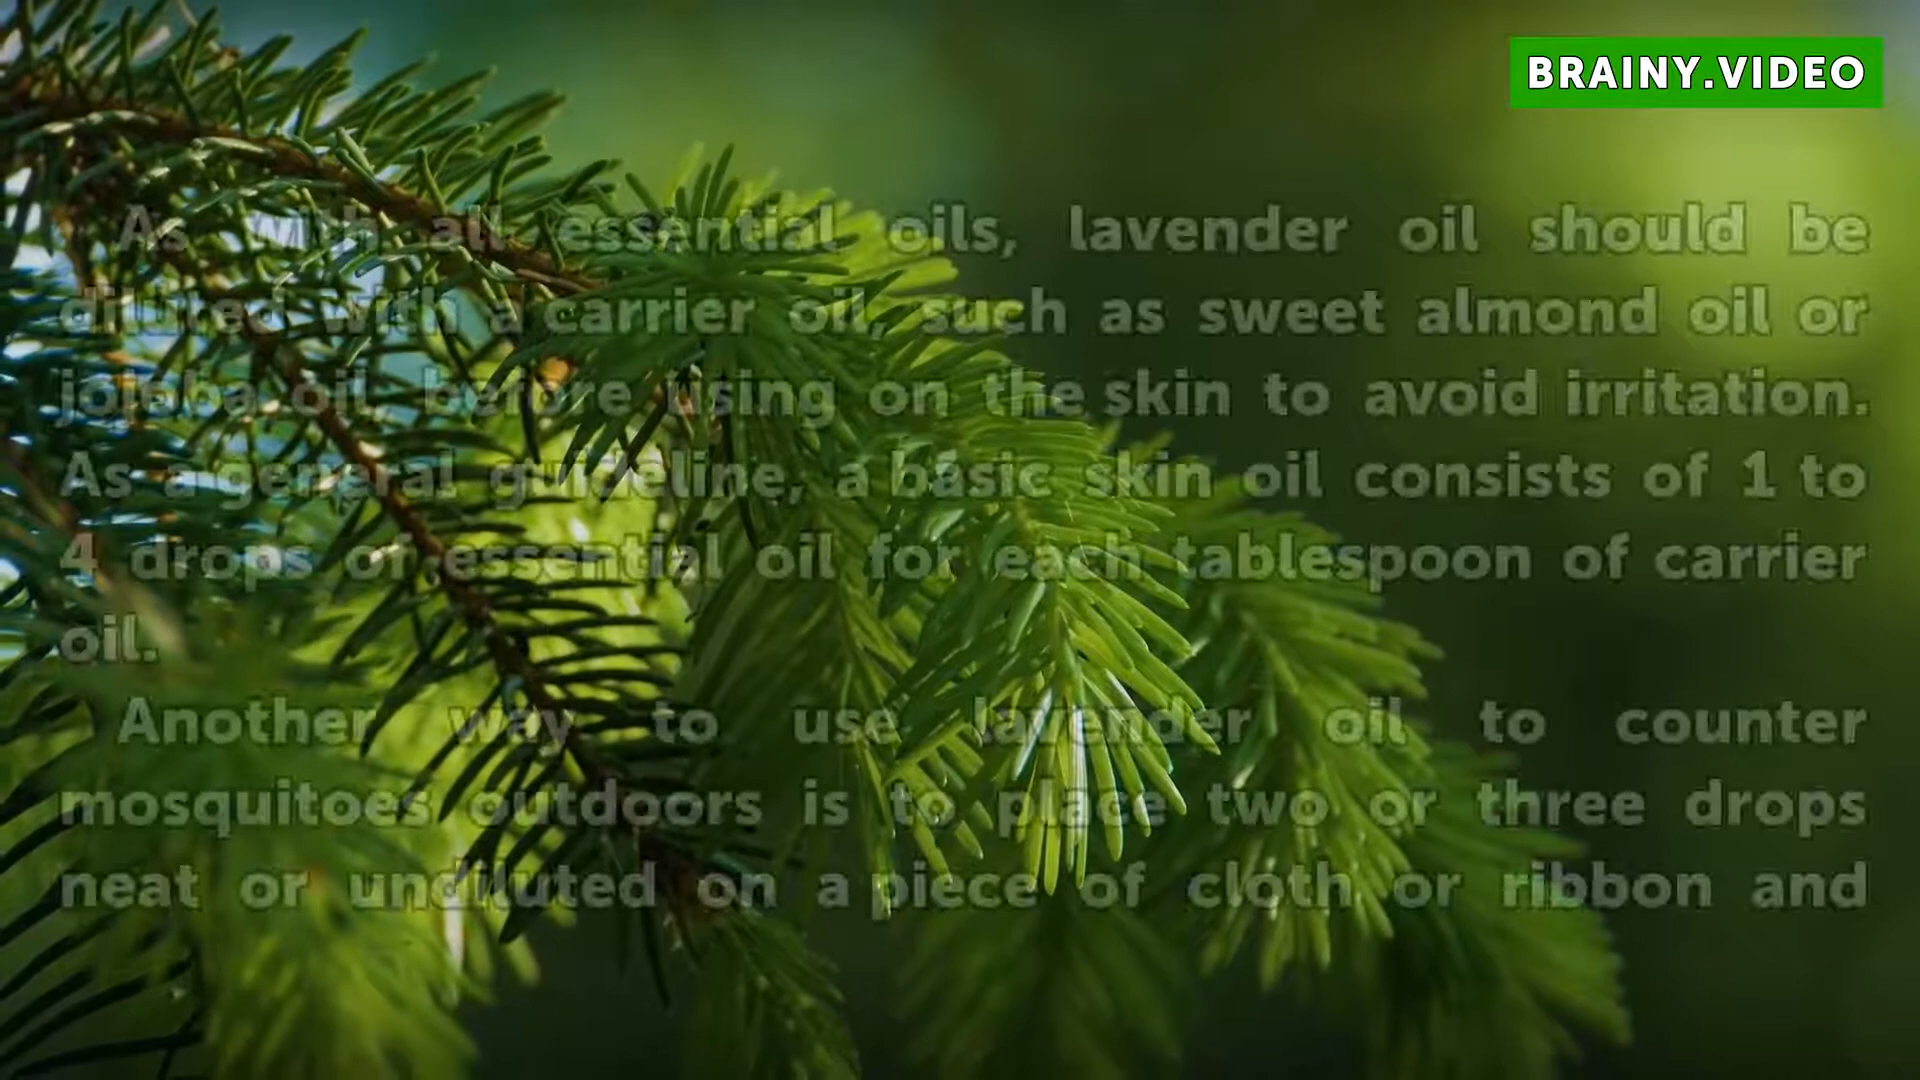 BRAINY.VIDEO
As with all essential oils, lavender oil should be
diluted with a carrier oil, such as sweet almond oil or
jojoba oil, before using on the skin to avoid irritation.
As a general guideline, a basic skin oil consists of 1 to
4 drops of essential oil for each tablespoon of carrier
oil.
Another way to use lavender oil to counter
mosquitoes outdoors is to place two or three drops
neat or undiluted on a piece of cloth or ribbon and